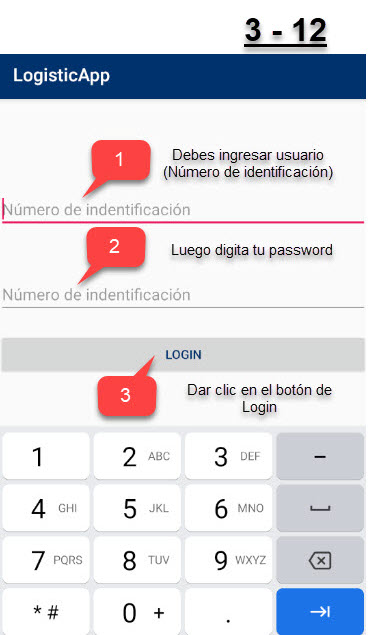 3 - 12
LogisticApp
1
Debes ingresar usuario
(Número de identificación)
Número de indentificación
2
Luego digita tu password
Número de indentificación
LOGIN
3
Dar clic en el botón de
Login
1
2 ABC
3 DEF
–
4 GHI
5 JKL
6 MNO
7 PQRS
8 TUV
9 WXYZ
* #
0 +
.